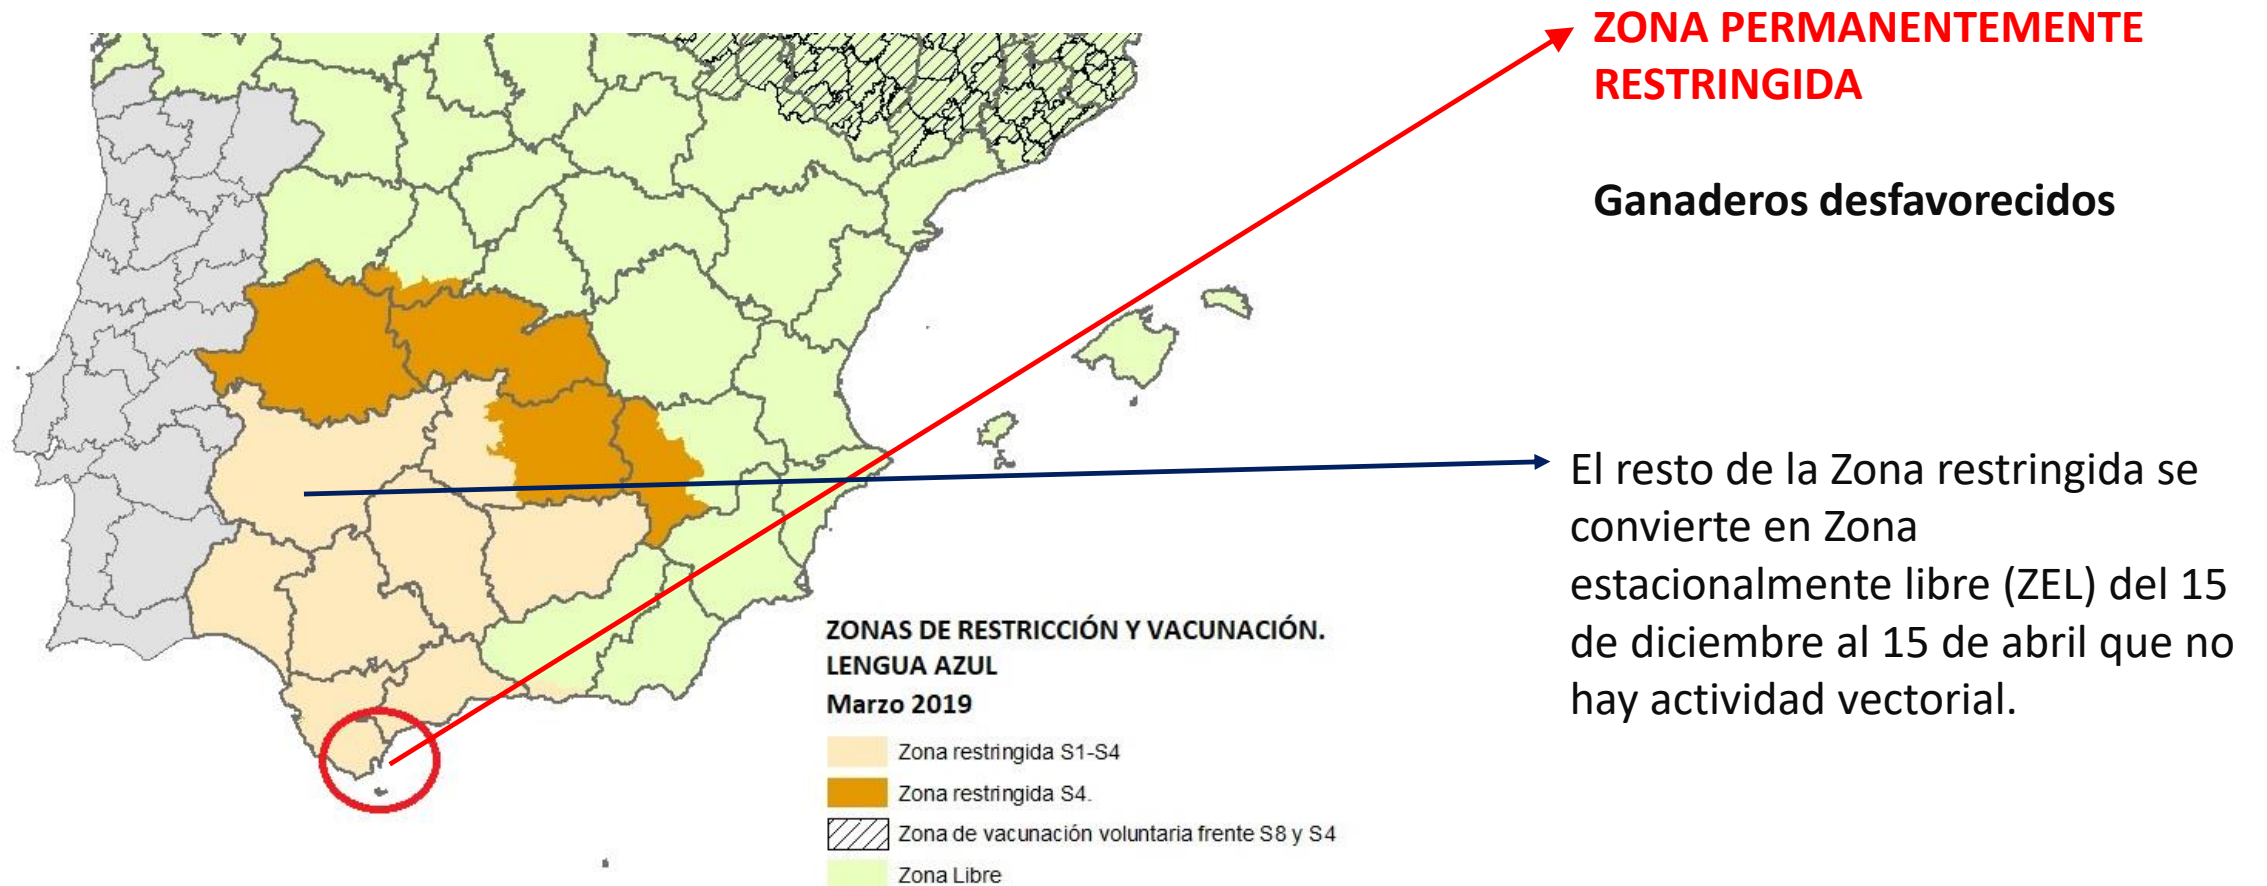 ZONA PERMANENTEMENTE
RESTRINGIDA
Ganaderos desfavorecidos
El resto de la Zona restringida se
convierte en Zona
estacionalmente libre (ZEL) del 15
de diciembre al 15 de abril que no
hay actividad vectorial.
ZONAS DE RESTRICCIÓN Y VACUNACIÓN.
LENGUA AZUL
Marzo 2019
Zona restringida S1-S4
Zona restringida S4.
Zona de vacunación voluntaria frente S8 y S4
Zona Libre